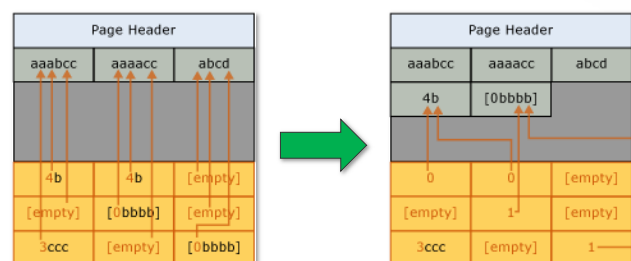 Page Header
aaabcc aaaacc abcd
4b 4b [empty]
[empty] [0bbbb] [empty]
3ccc [empty] [0bbbb]
Page Header
aaabcc aaaacc abcd
4b [0bbbb]
0 0 [empty]
[empty] 1 [empty]
3ccc [empty] 1